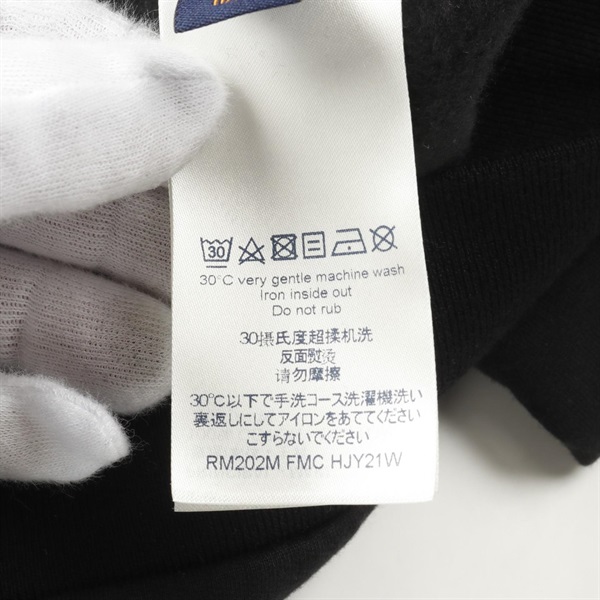 30
30°C very gentle machine wash
Iron inside out
Do not rub
30摄氏度超揉机洗
反面熨烫
请勿摩擦
30℃以下で手洗コース洗濯機洗い
裏返しにしてアイロンをあててください
こすらないでください
RM202M FMC HJY21W